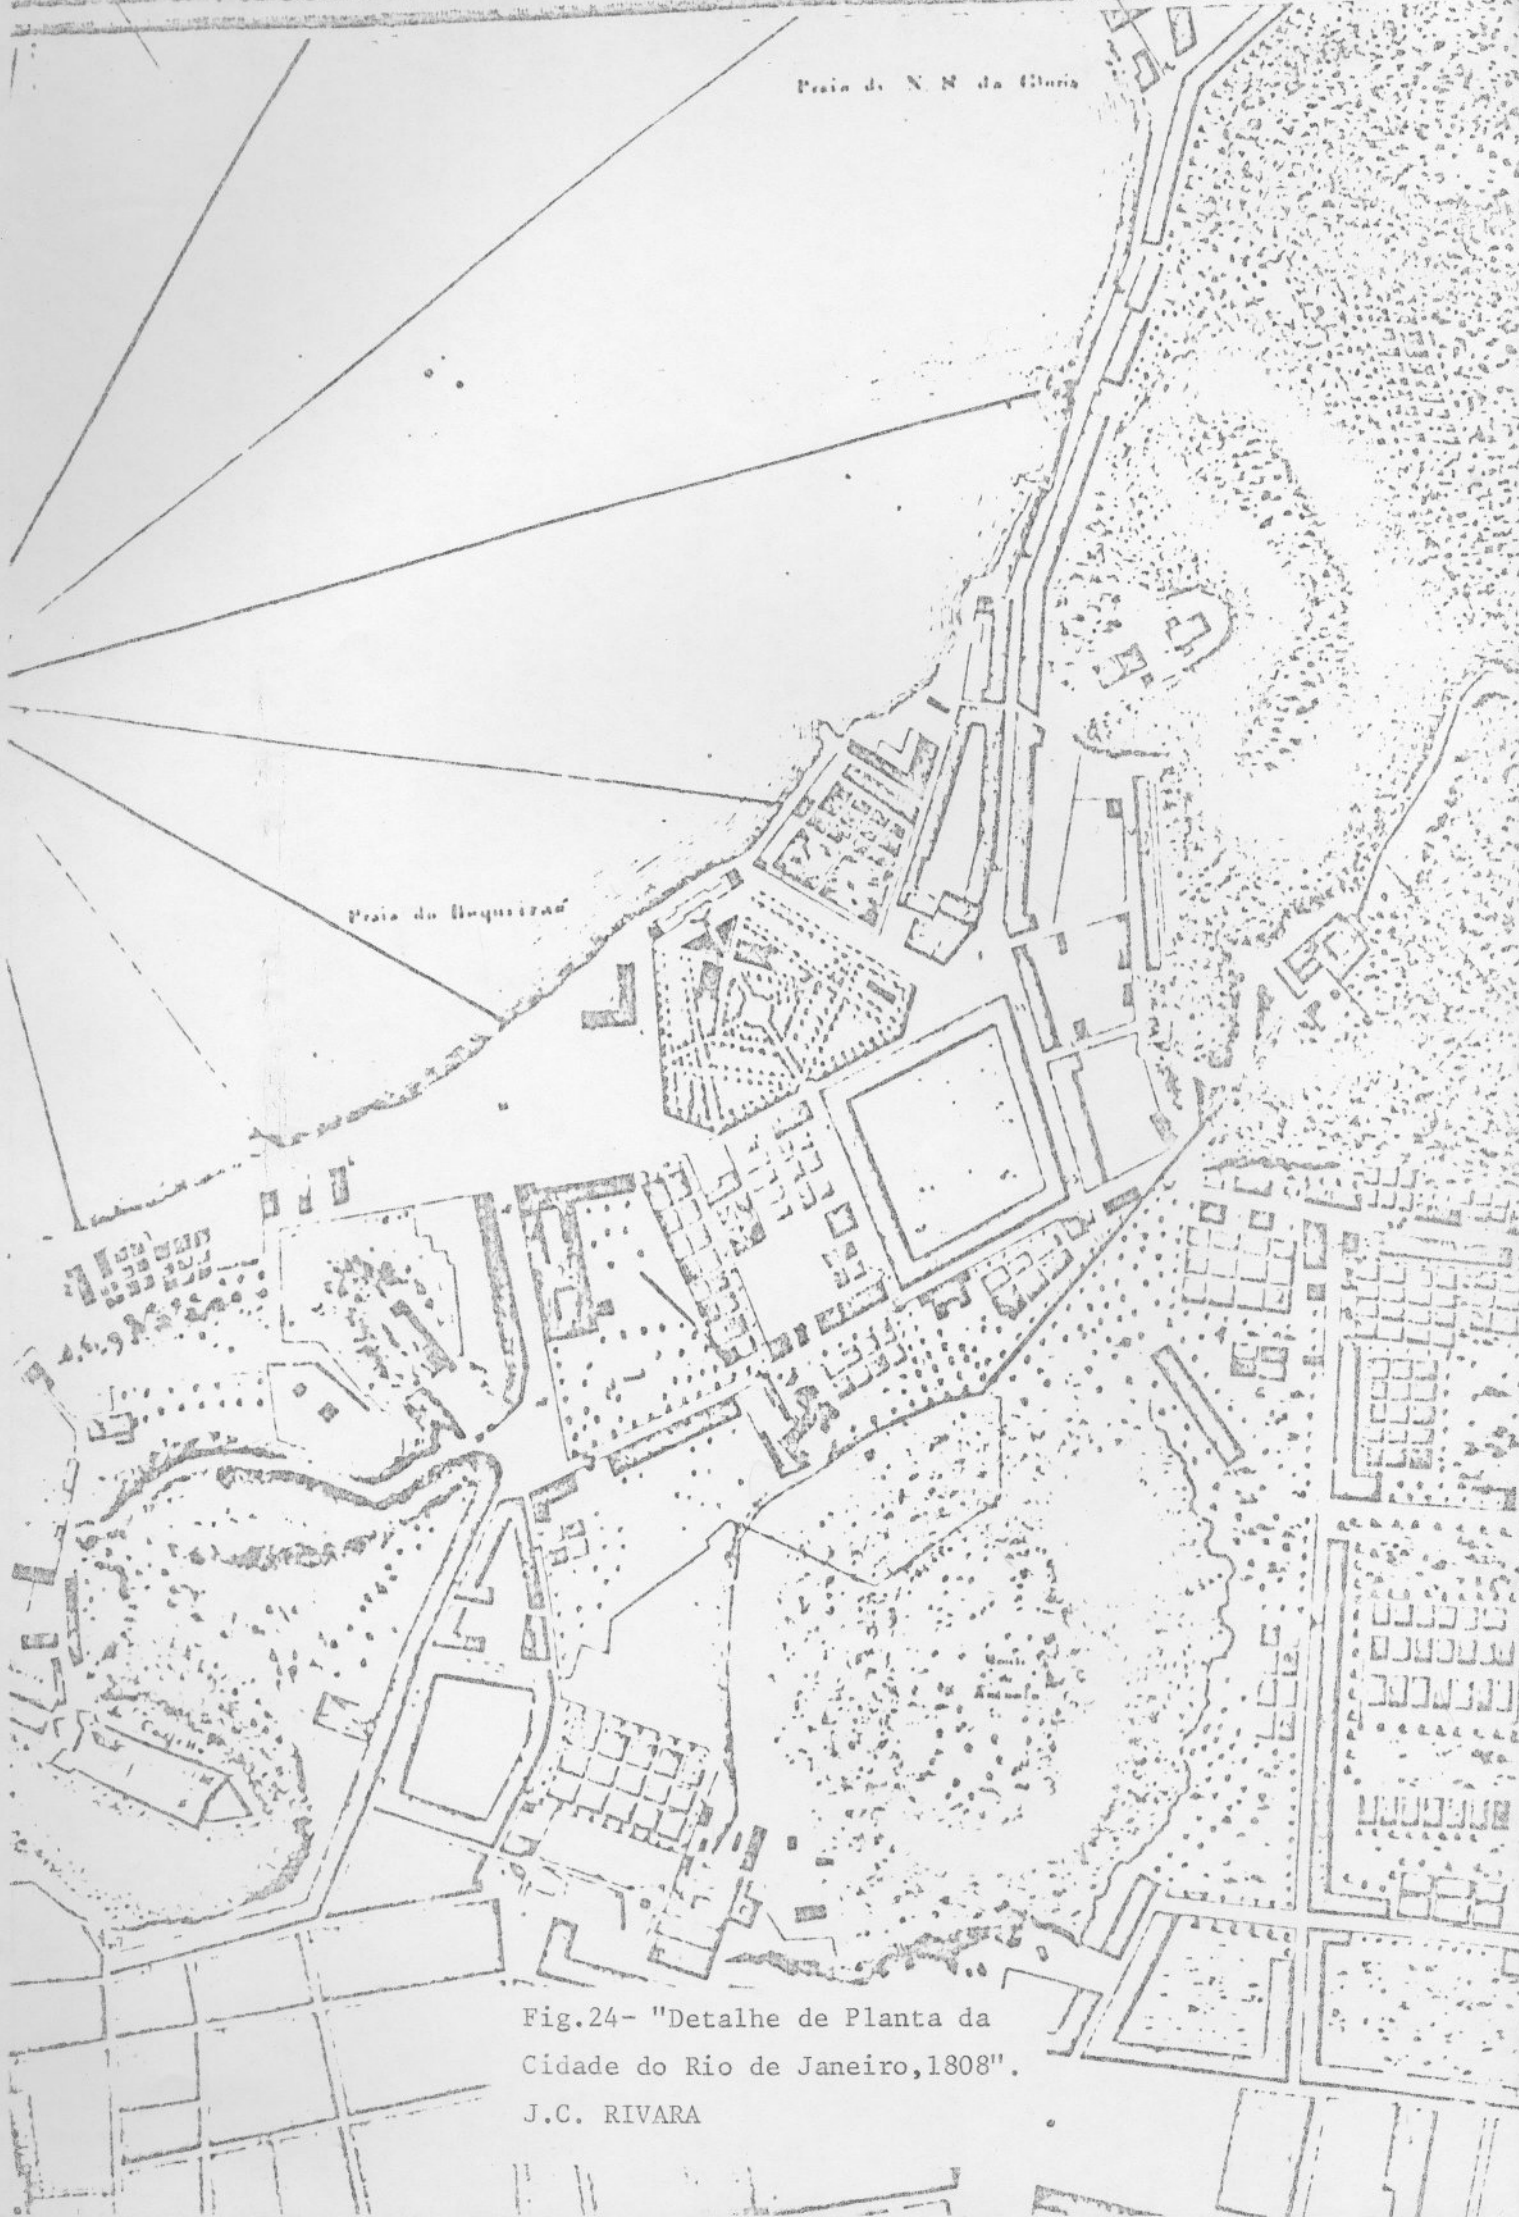 Praia de N. S. da Gloria
Praia do Boqueirão
Antonio
Fig.24- "Detalhe de Planta da
Cidade do Rio de Janeiro,1808".
J.C. RIVARA